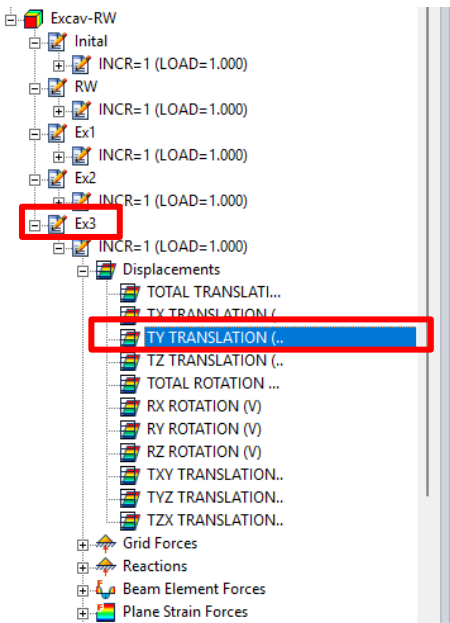 Excav-RW
Inital
INCR=1 (LOAD=1.000)
RW
INCR=1 (LOAD=1.000)
Ex1
INCR=1 (LOAD=1.000)
Ex2
INCR=1 (LOAD=1.000)
Ex3
INCR=1 (LOAD=1.000)
Displacements
TOTAL TRANSLATI...
TX TRANSLATION (
TY TRANSLATION (..
TZ TRANSLATION (..
TOTAL ROTATION ...
RX ROTATION (V)
RY ROTATION (V)
RZ ROTATION (V)
TXY TRANSLATION..
TYZ TRANSLATION..
TZX TRANSLATION..
Grid Forces
Reactions
Beam Element Forces
Plane Strain Forces